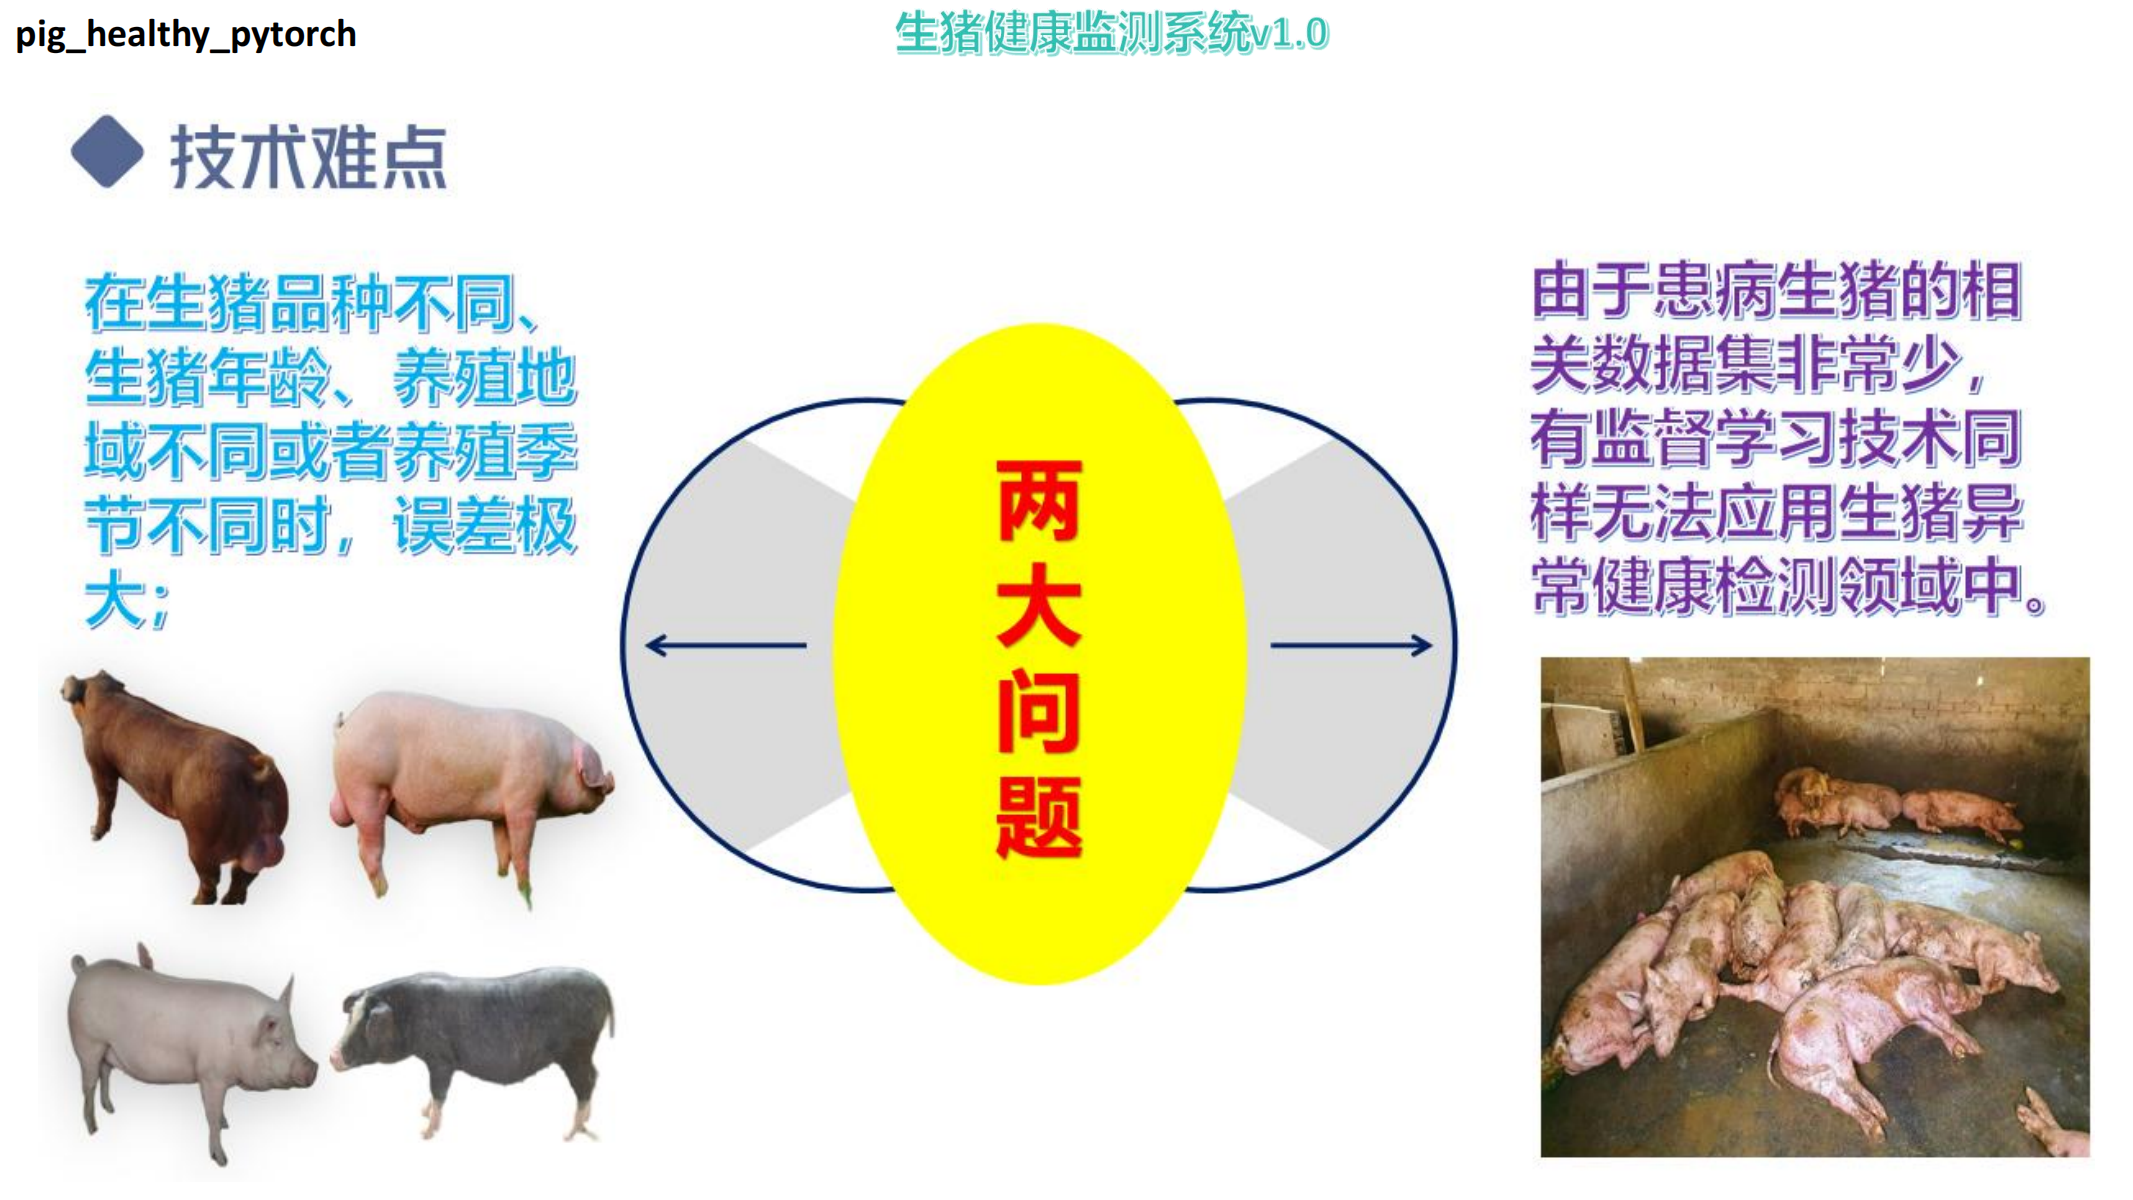 pig_healthy_pytorch
生猪健康监测系统v1.0
技术难点
在生猪品种不同、
生猪年龄、养殖地
域不同或者养殖季
节不同时，误差极
大；
两
大
问
题
由于患病生猪的相
关数据集非常少，
有监督学习技术同
样无法应用生猪异
常健康检测领域中。